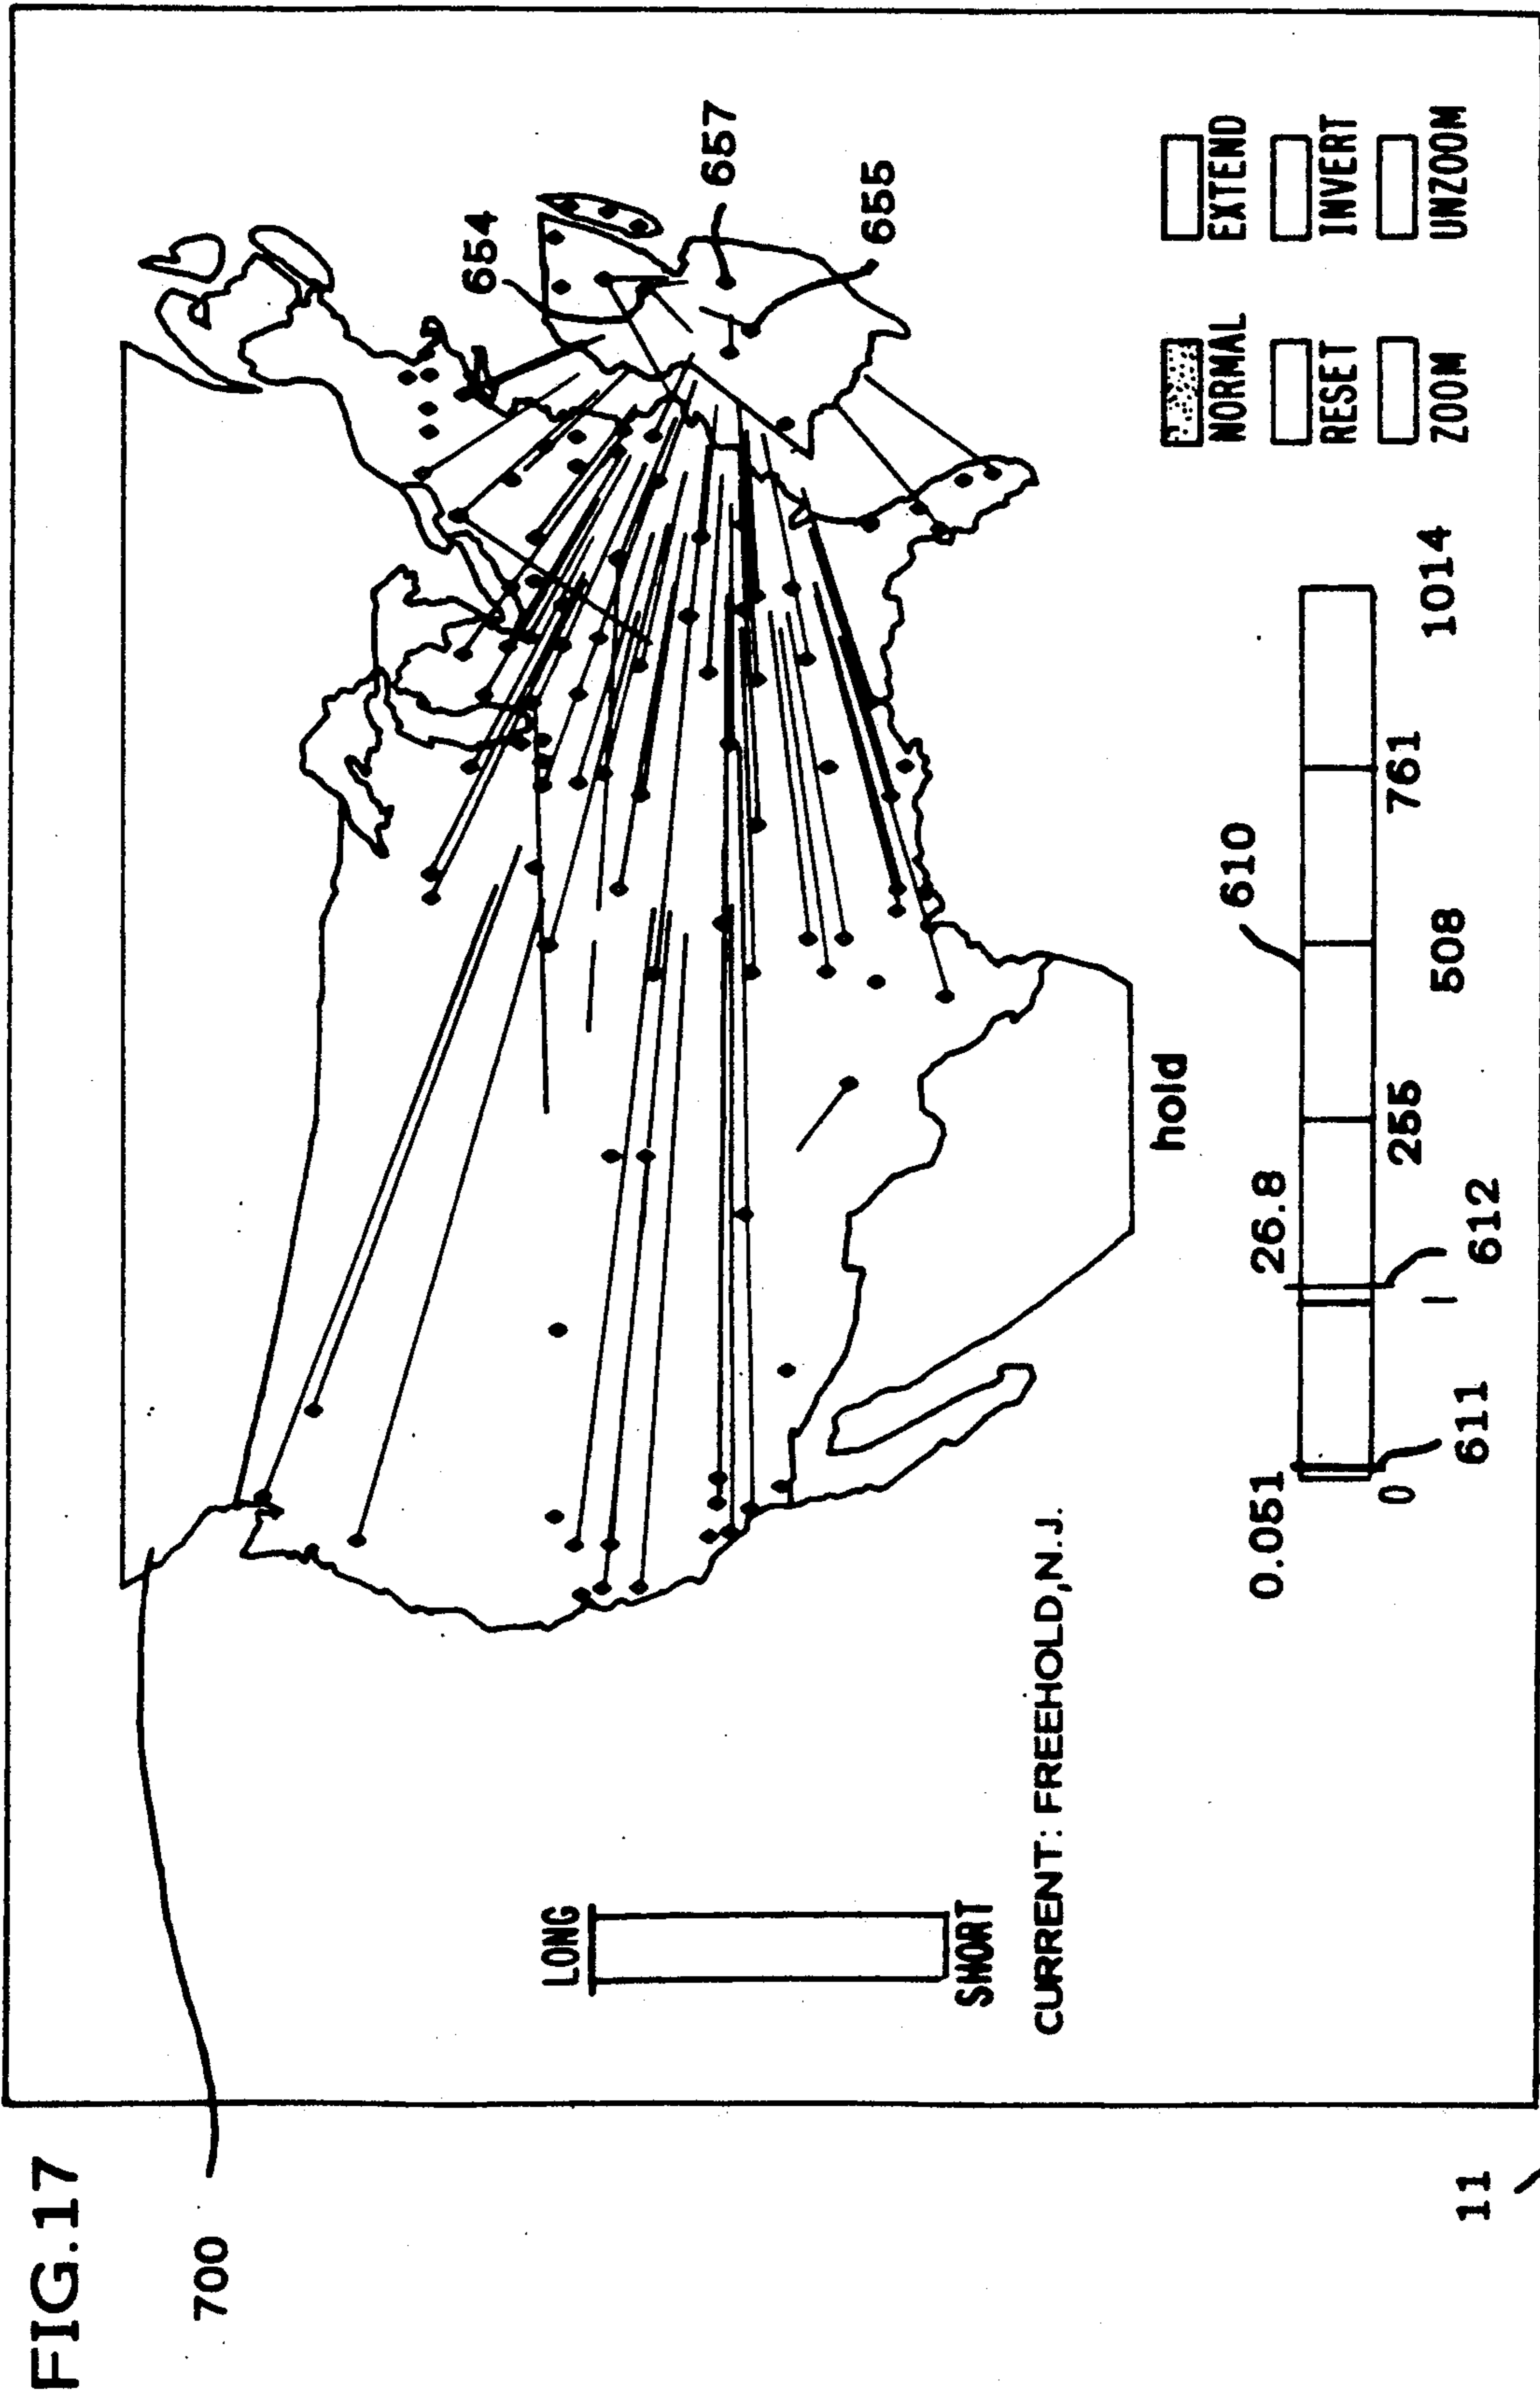 FIG.17
700
654
657
655
LONG
SHORT
CURRENT: FREEHOLD,N.J.
hold
NORMAL
EXTEND
RESET
INVERT
ZOOM
UNZOOM
610
0.051
26.8
0
1
255
508
761
1014
611
612
11